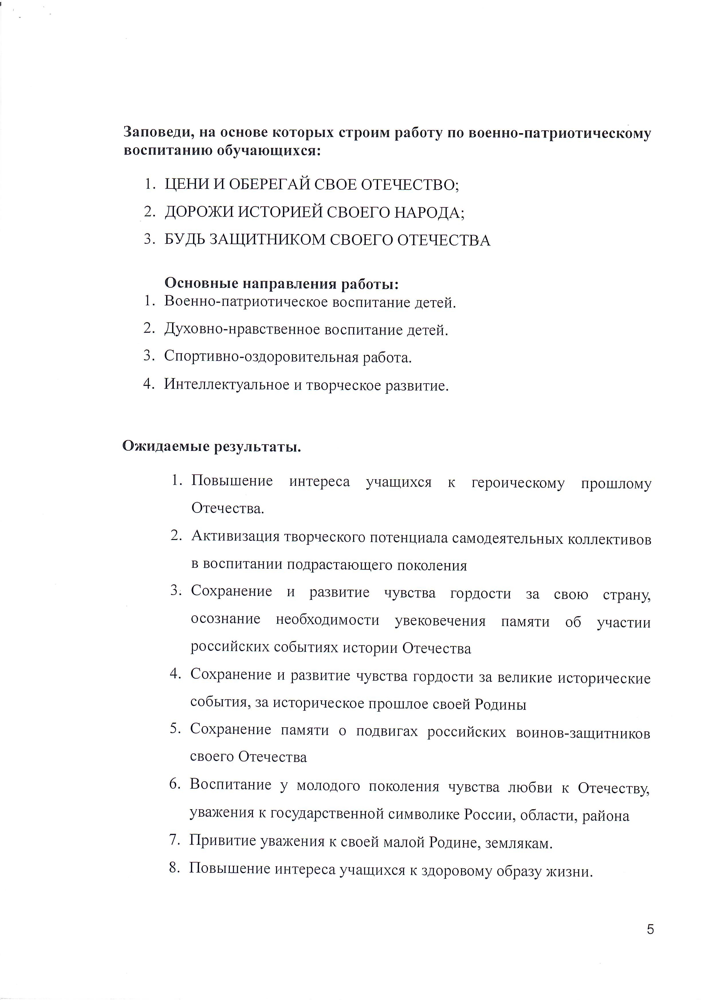 Заповеди, на основе которых строим работу по военно-патриотическому
воспитанию обучающихся:
1. ЦЕНИ И ОБЕРЕГАЙ СВОЕ ОТЕЧЕСТВО;
2. ДОРОЖИ ИСТОРИЕЙ СВОЕГО НАРОДА;
3. БУДЬ ЗАЩИТНИКОМ СВОЕГО ОТЕЧЕСТВА
Основные направления работы:
1. Военно-патриотическое воспитание детей.
2. Духовно-нравственное воспитание детей.
3. Спортивно-оздоровительная работа.
4. Интеллектуальное и творческое развитие.
Ожидаемые результаты.
1. Повышение интереса учащихся к героическому прошлому
Отечества.
2. Активизация творческого потенциала самодеятельных коллективов
в воспитании подрастающего поколения
3. Сохранение и развитие чувства гордости за свою страну,
осознание необходимости увековечения памяти об участии
российских событиях истории Отечества
4. Сохранение и развитие чувства гордости за великие исторические
события, за историческое прошлое своей Родины
5. Сохранение памяти о подвигах российских воинов-защитников
своего Отечества
6. Воспитание у молодого поколения чувства любви к Отечеству,
уважения к государственной символике России, области, района
7. Привитие уважения к своей малой Родине, землякам.
8. Повышение интереса учащихся к здоровому образу жизни.
5